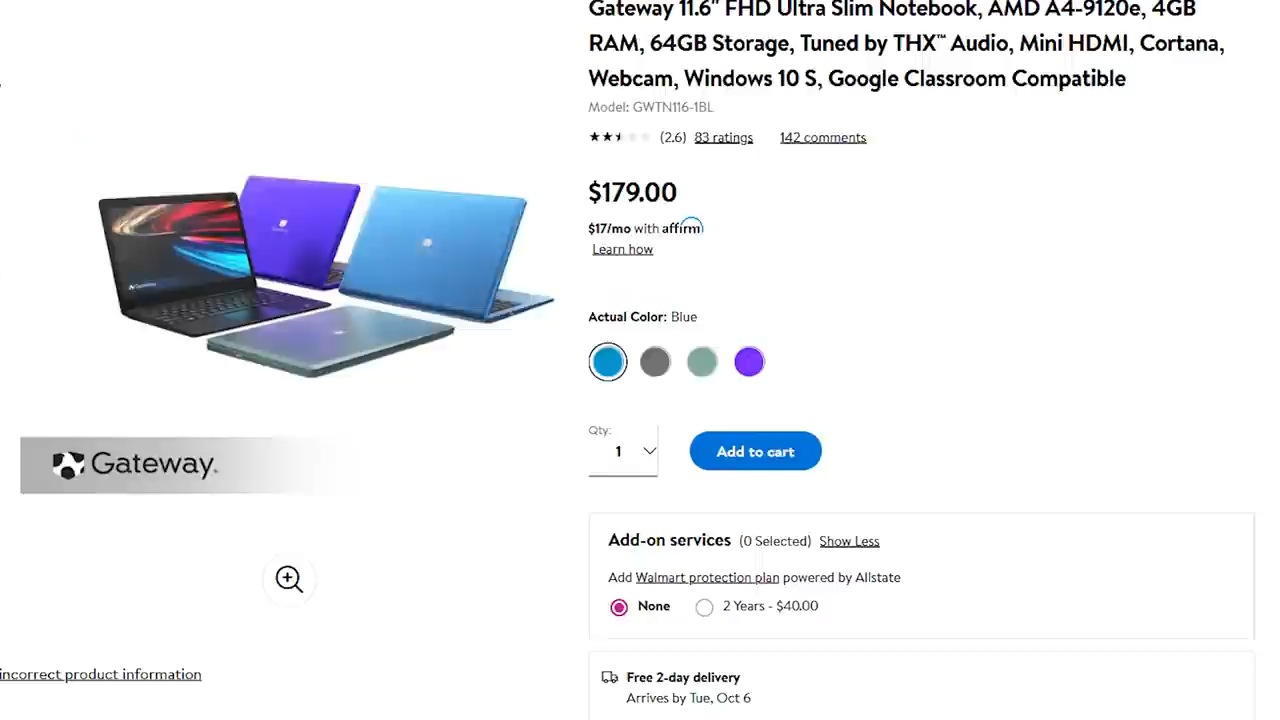 Gateway 11.6" FHD Ultra Slim Notebook, AMD A4-9120e, 4GB
RAM, 64GB Storage, Tuned by THX™ Audio, Mini HDMI, Cortana,
Webcam, Windows 10 S, Google Classroom Compatible
Model: GWTN116-1BL
(2.6) 83 ratings 142 comments
$179.00
$17/mo with affirm
Learn how
Actual Color: Blue
Qty:
1
Add to cart
Gateway.
Add-on services (0 Selected) Show Less
Add Walmart protection plan powered by Allstate
None 2 Years - $40.00
incorrect product information
Free 2-day delivery
Arrives by Tue, Oct 6